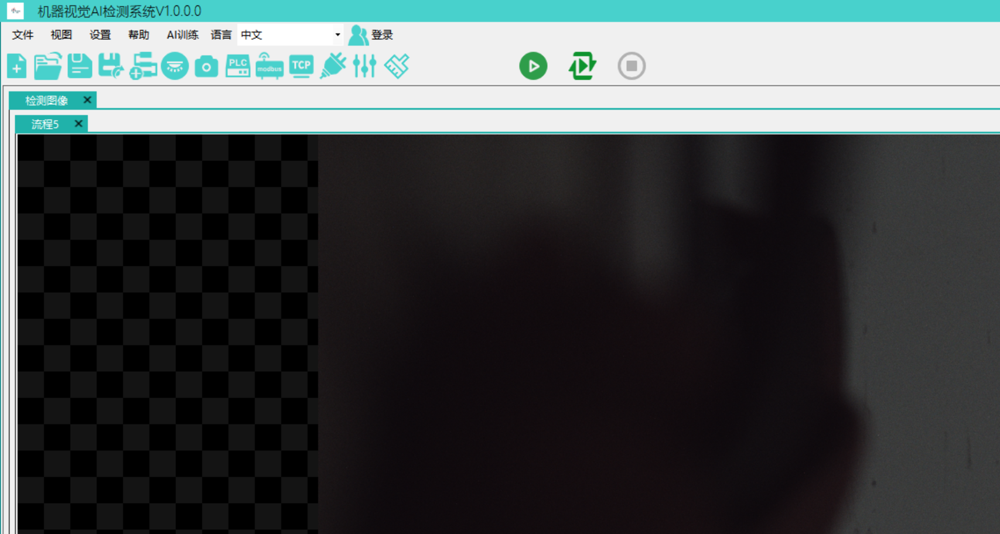 机器视觉AI检测系统V1.0.0.0
文件 视图 设置 帮助 AI训练 语言 中文 登录
PLC modbus TCP
检测图像
流程5